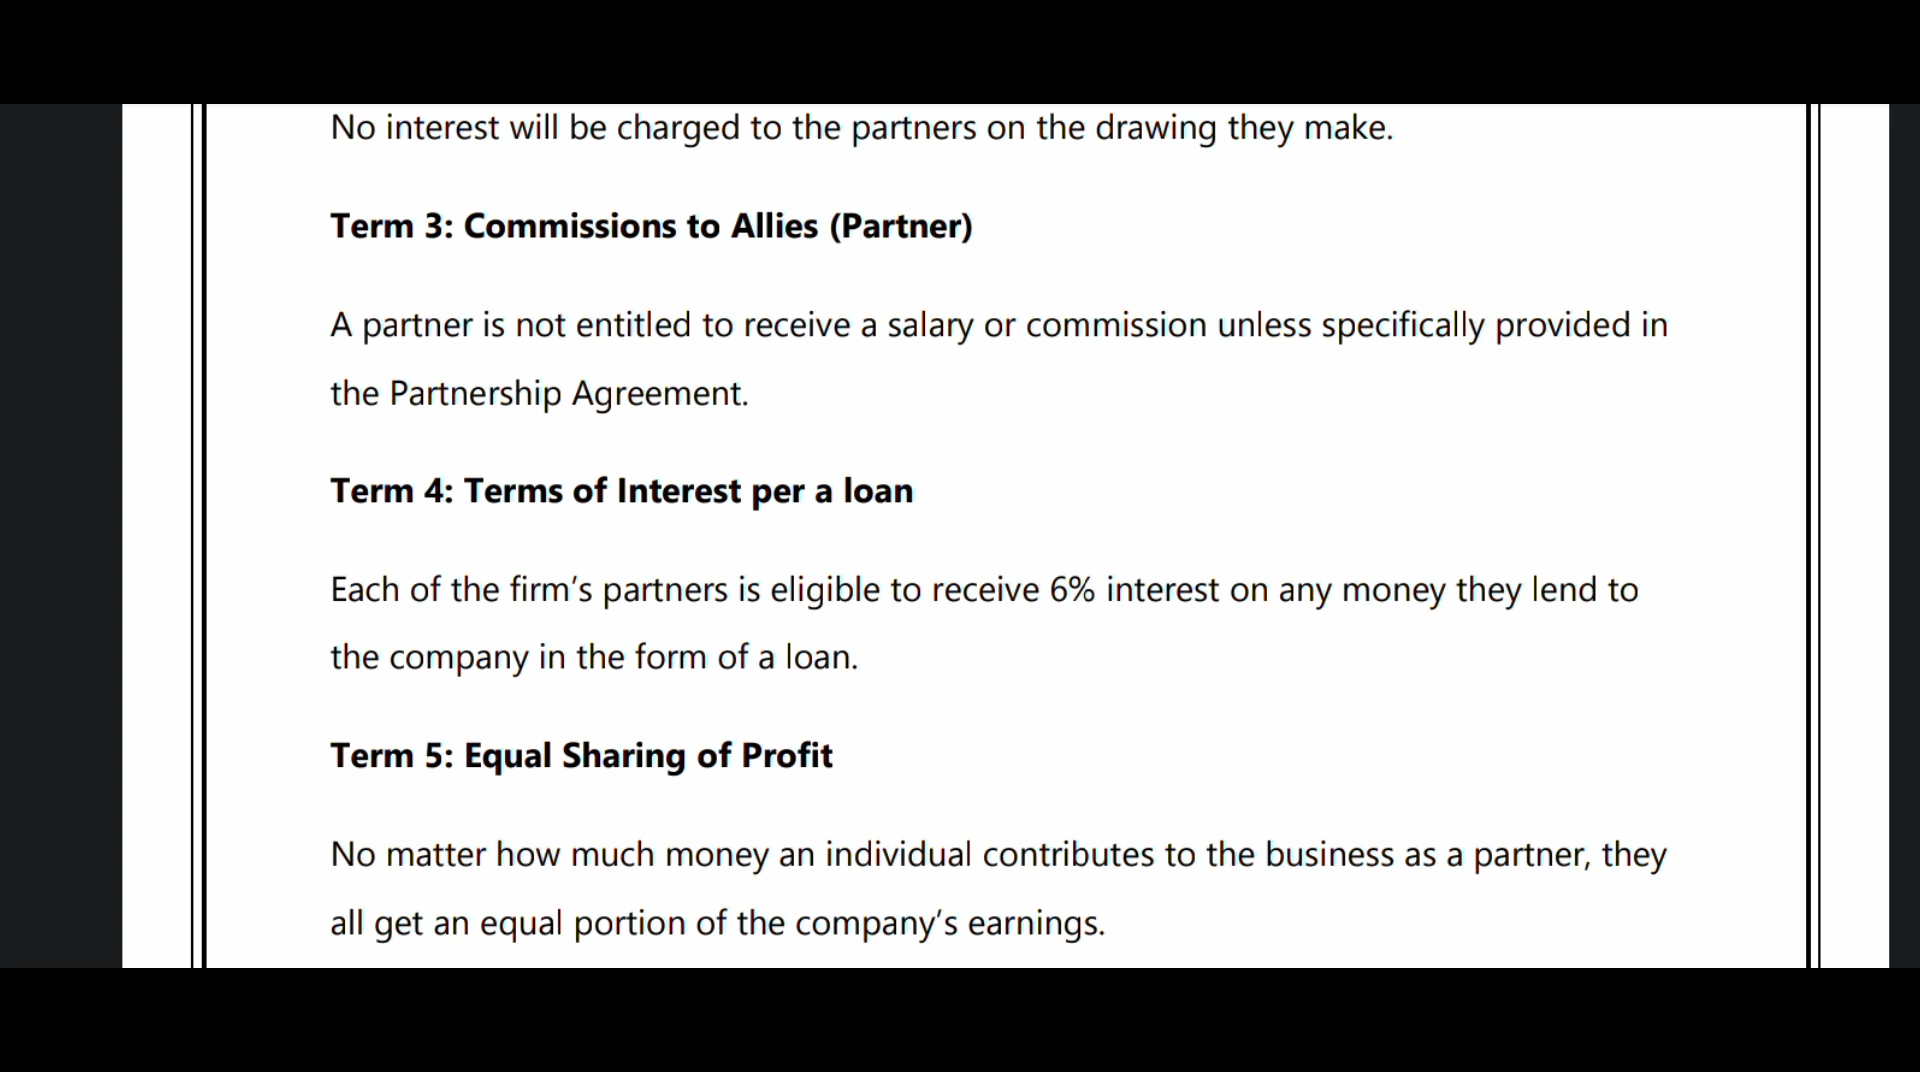 No interest will be charged to the partners on the drawing they make.
Term 3: Commissions to Allies (Partner)
A partner is not entitled to receive a salary or commission unless specifically provided in
the Partnership Agreement.
Term 4: Terms of Interest per a loan
Each of the firm’s partners is eligible to receive 6% interest on any money they lend to
the company in the form of a loan.
Term 5: Equal Sharing of Profit
No matter how much money an individual contributes to the business as a partner, they
all get an equal portion of the company’s earnings.